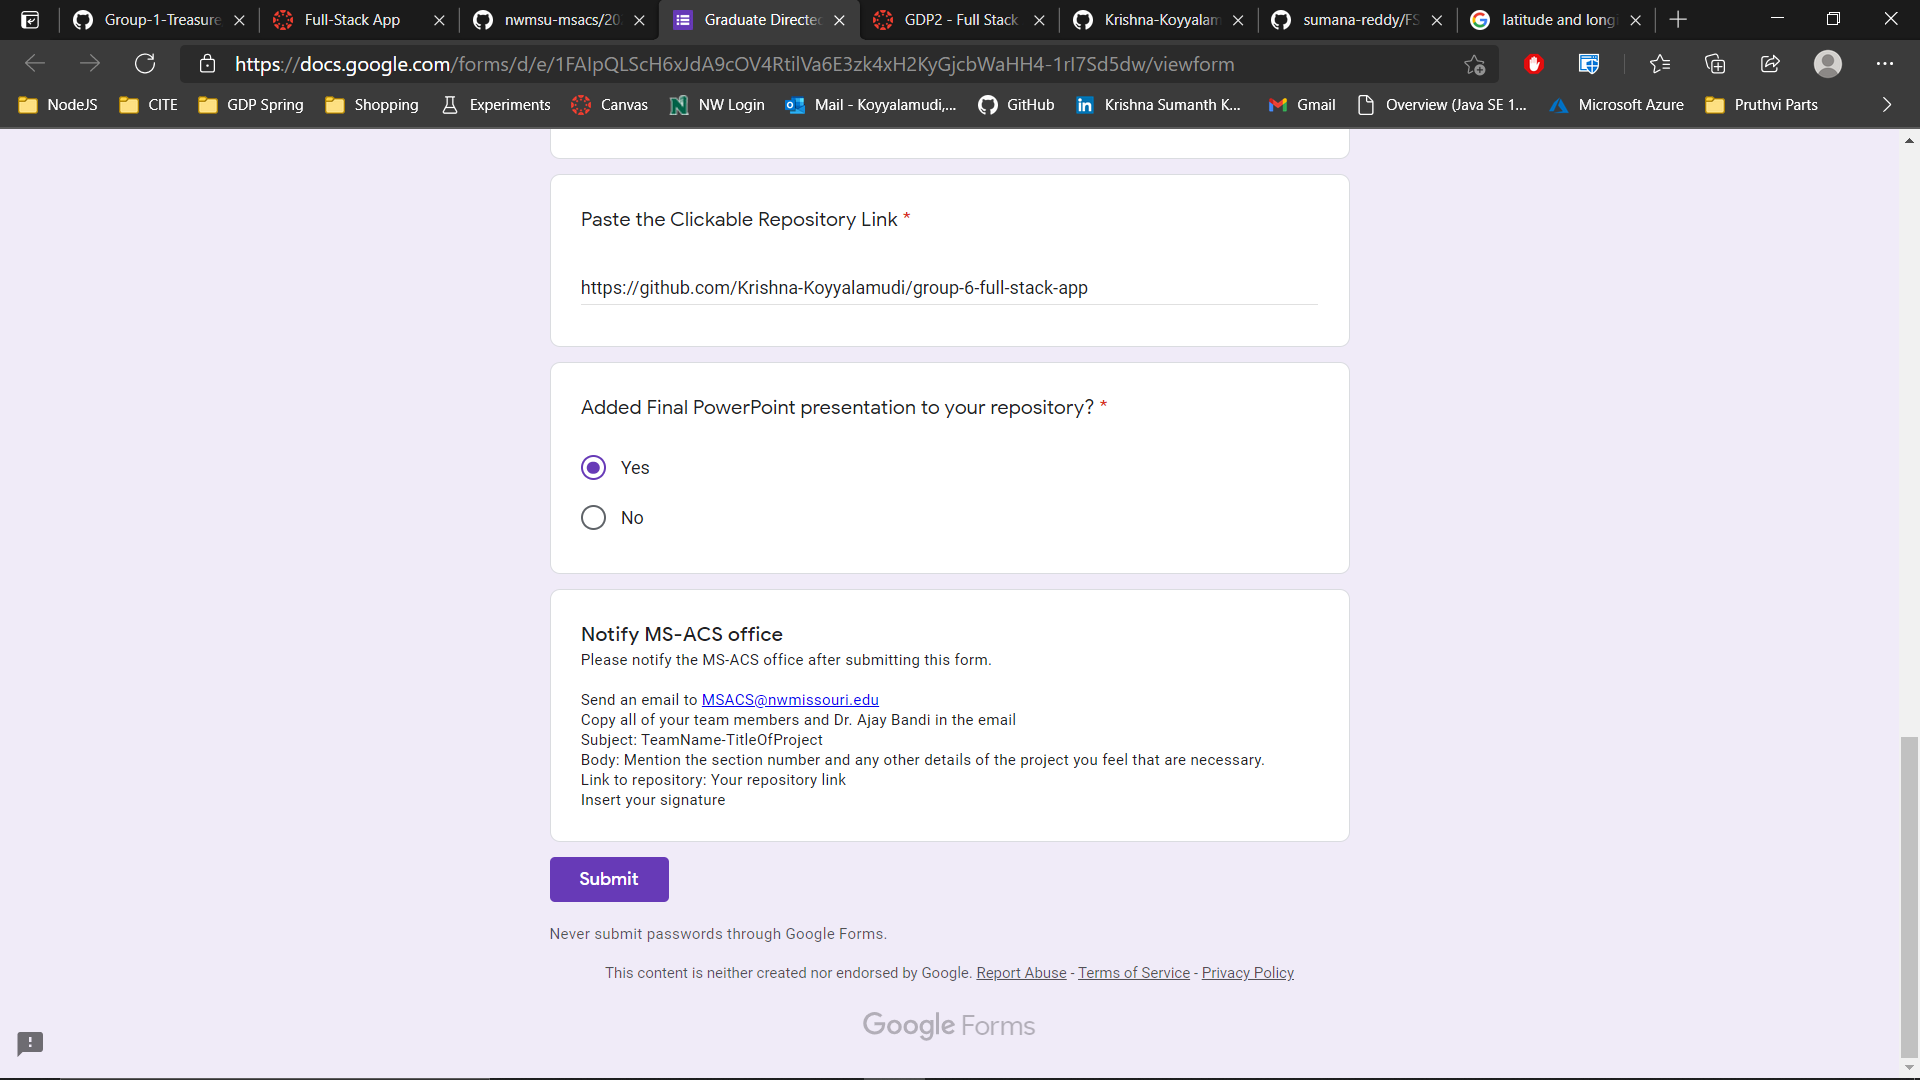 Group-1-Treasure
Full-Stack App
nwmsu-msacs/20
Graduate Directed
GDP2 - Full Stack
Krishna-Koyyalam
sumana-reddy/FS
latitude and longi
https://docs.google.com/forms/d/e/1FAIpQLScH6xJdA9cOV4RtilVa6E3zk4xH2KyGjcbWaHH4-1rI7Sd5dw/viewform
NodeJS
CITE
GDP Spring
Shopping
Experiments
Canvas
NW Login
Mail - Koyyalamudi,...
GitHub
Krishna Sumanth K...
Gmail
Overview (Java SE 1...
Microsoft Azure
Pruthvi Parts
Paste the Clickable Repository Link *
https://github.com/Krishna-Koyyalamudi/group-6-full-stack-app
Added Final PowerPoint presentation to your repository? *
Yes
No
Notify MS-ACS office
Please notify the MS-ACS office after submitting this form.
Send an email to MSACS@nwmissouri.edu
Copy all of your team members and Dr. Ajay Bandi in the email
Subject: TeamName-TitleOfProject
Body: Mention the section number and any other details of the project you feel that are necessary.
Link to repository: Your repository link
Insert your signature
Submit
Never submit passwords through Google Forms.
This content is neither created nor endorsed by Google. Report Abuse - Terms of Service - Privacy Policy
Google Forms